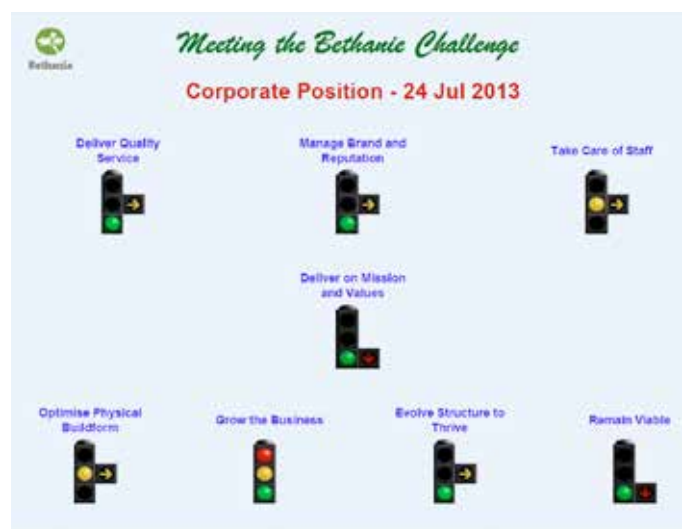 Meeting the Bethanie Challenge
Bethanie
Corporate Position - 24 Jul 2013
Deliver Quality
Service
Manage Brand and
Reputation
Take Care of Staff
Deliver on Mission
and Values
Optimise Physical
Buildform
Grow the Business
Evolve Structure to
Thrive
Remain Viable